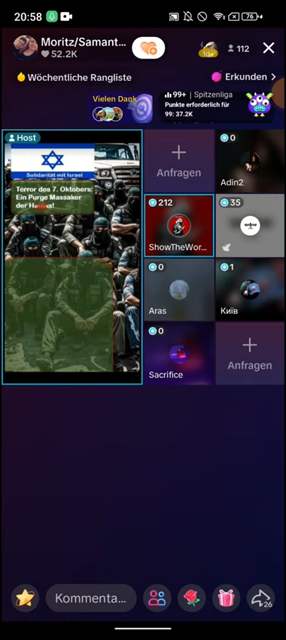 20:58
76
Moritz/Samant...
52.2K
112
Wöchentliche Rangliste
Erkunden >
Vielen Dank
99+ | Spitzenliga
Punkte erforderlich für
99: 37.2K
Host
Solidarität mit Israel
Terror des 7. Oktobers:
Ein Purge Massaker
der Hamas!
Anfragen
0
Adin2
212
ShowTheWor...
35
0
Aras
1
Київ
0
Sacrifice
Anfragen
Kommenta...
26